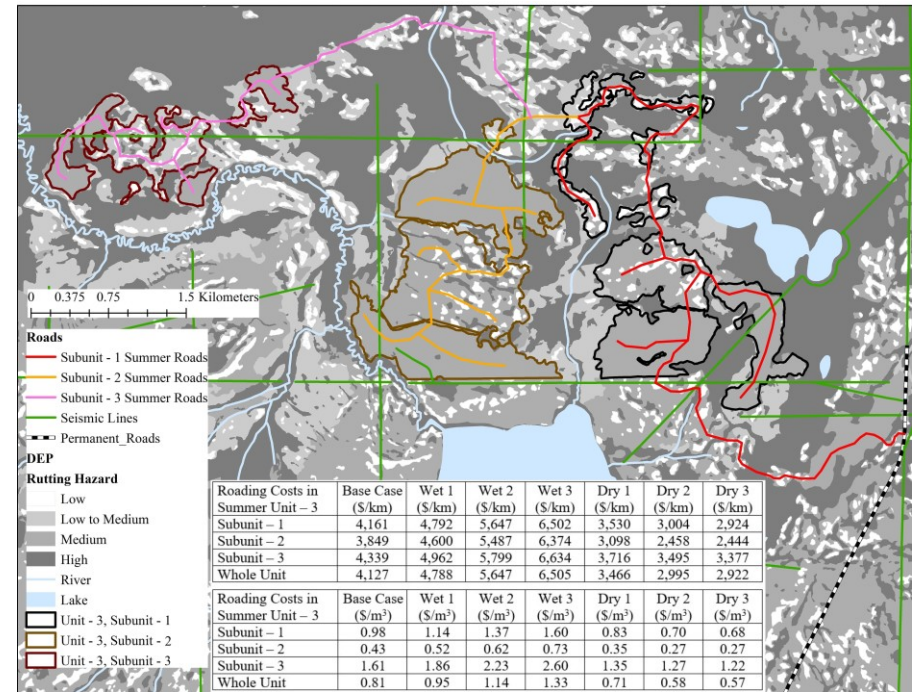 0 0.375 0.75 1.5 Kilometers
Roads
Subunit - 1 Summer Roads
Subunit - 2 Summer Roads
Subunit - 3 Summer Roads
Seismic Lines
Permanent_Roads
DEP
Rutting Hazard
Low
Low to Medium
Medium
High
River
Lake
Unit - 3, Subunit - 1
Unit - 3, Subunit - 2
Unit - 3, Subunit - 3
Roading Costs in Summer Unit – 3 Base Case ($/km) Wet 1 ($/km) Wet 2 ($/km) Wet 3 ($/km) Dry 1 ($/km) Dry 2 ($/km) Dry 3 ($/km)
Subunit – 1 4,161 4,792 5,647 6,502 3,530 3,004 2,924
Subunit – 2 3,849 4,600 5,487 6,374 3,098 2,458 2,444
Subunit – 3 4,339 4,962 5,799 6,634 3,716 3,495 3,377
Whole Unit 4,127 4,788 5,647 6,505 3,466 2,995 2,922
Roading Costs in Summer Unit – 3 Base Case ($/m³) Wet 1 ($/m³) Wet 2 ($/m³) Wet 3 ($/m³) Dry 1 ($/m³) Dry 2 ($/m³) Dry 3 ($/m³)
Subunit – 1 0.98 1.14 1.37 1.60 0.83 0.70 0.68
Subunit – 2 0.43 0.52 0.62 0.73 0.35 0.27 0.27
Subunit – 3 1.61 1.86 2.23 2.60 1.35 1.27 1.22
Whole Unit 0.81 0.95 1.14 1.33 0.71 0.58 0.57